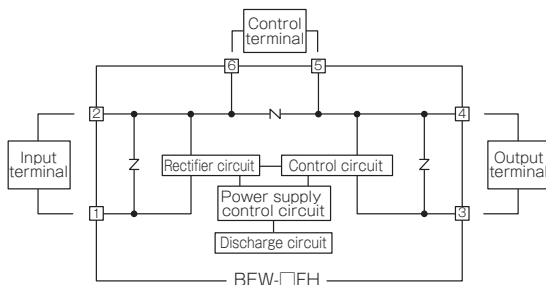 Control
terminal
6
5
2
4
Input
terminal
Rectifier circuit
Control circuit
Output
terminal
Power supply
control circuit
1
3
Discharge circuit
BEW-□FH